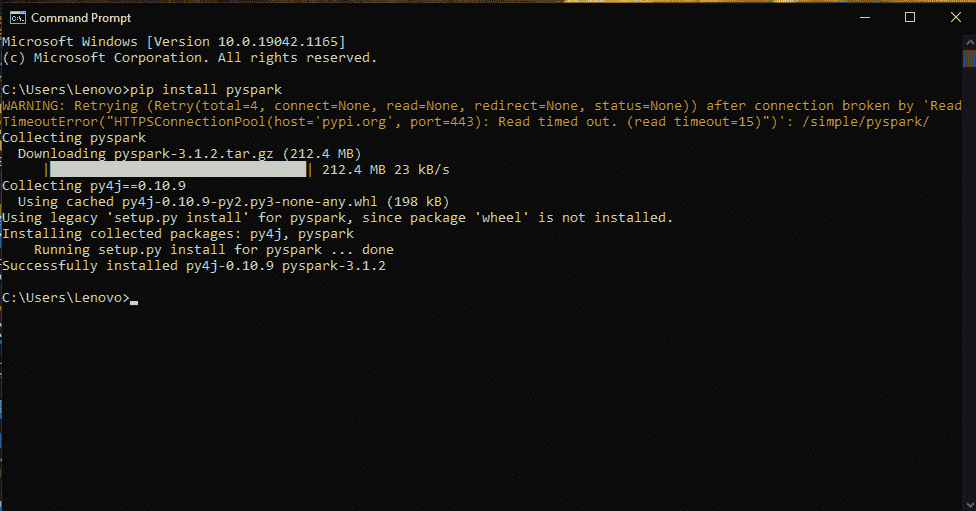 Command Prompt
Microsoft Windows [Version 10.0.19042.1165]
(c) Microsoft Corporation. All rights reserved.
C:\Users\Lenovo>pip install pyspark
WARNING: Retrying (Retry(total=4, connect=None, read=None, redirect=None, status=None)) after connection broken by 'Read
TimeoutError("HTTPSConnectionPool(host='pypi.org', port=443): Read timed out. (read timeout=15)")': /simple/pyspark/
Collecting pyspark
  Downloading pyspark-3.1.2.tar.gz (212.4 MB)
     |████████████████████████████████| 212.4 MB 23 kB/s
Collecting py4j==0.10.9
  Using cached py4j-0.10.9-py2.py3-none-any.whl (198 kB)
Using legacy 'setup.py install' for pyspark, since package 'wheel' is not installed.
Installing collected packages: py4j, pyspark
    Running setup.py install for pyspark ... done
Successfully installed py4j-0.10.9 pyspark-3.1.2
C:\Users\Lenovo>